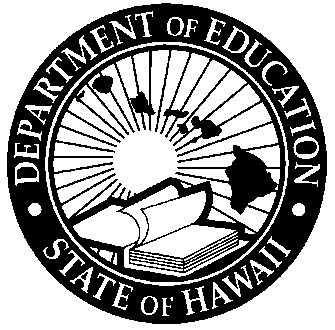 DEPARTMENT OF EDUCATION
STATE OF HAWAII